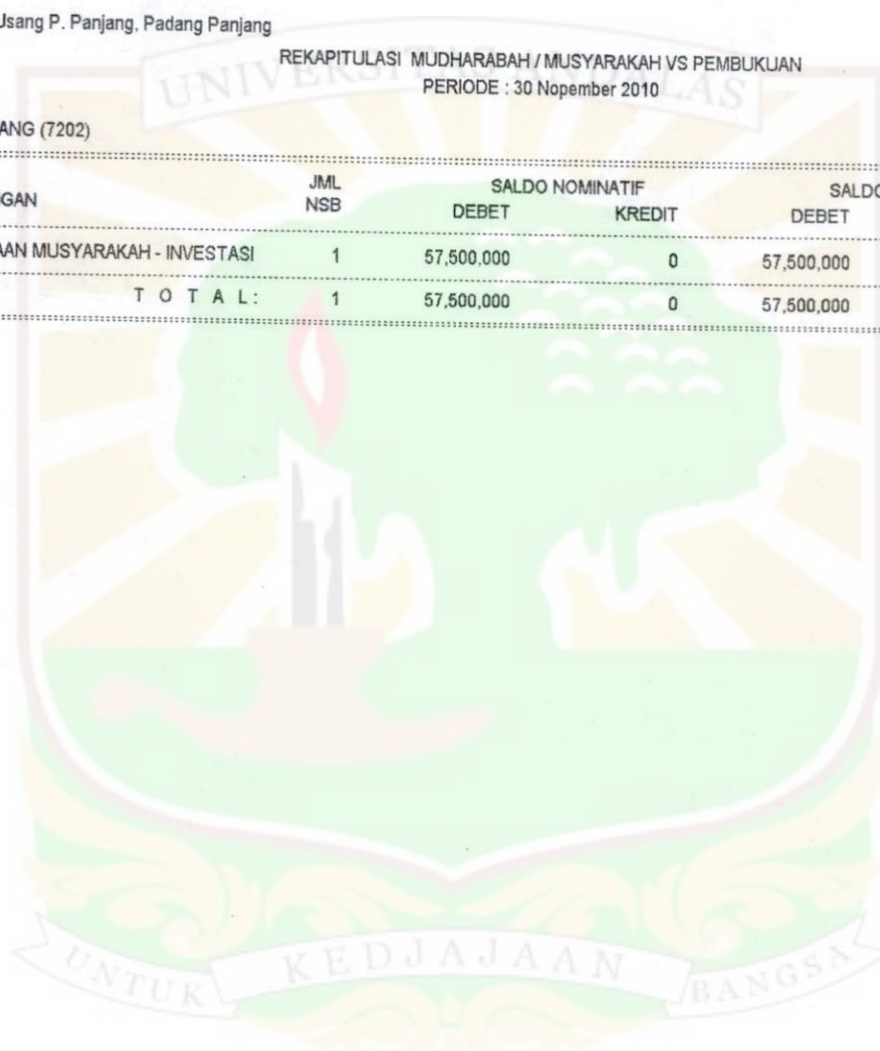 Usang P. Panjang, Padang Panjang
REKAPITULASI MUDHARABAH / MUSYARAKAH VS PEMBUKUAN
PERIODE : 30 Nopember 2010
UNIVERSITAS ANDALAS
ANG (7202)
GAN JML NSB SALDO NOMINATIF DEBET KREDIT SALDO DEBET
AAN MUSYARAKAH - INVESTASI 1 57,500,000 0 57,500,000
T O T A L : 1 57,500,000 0 57,500,000
UNTUK KEDJAJAAN BANGSA